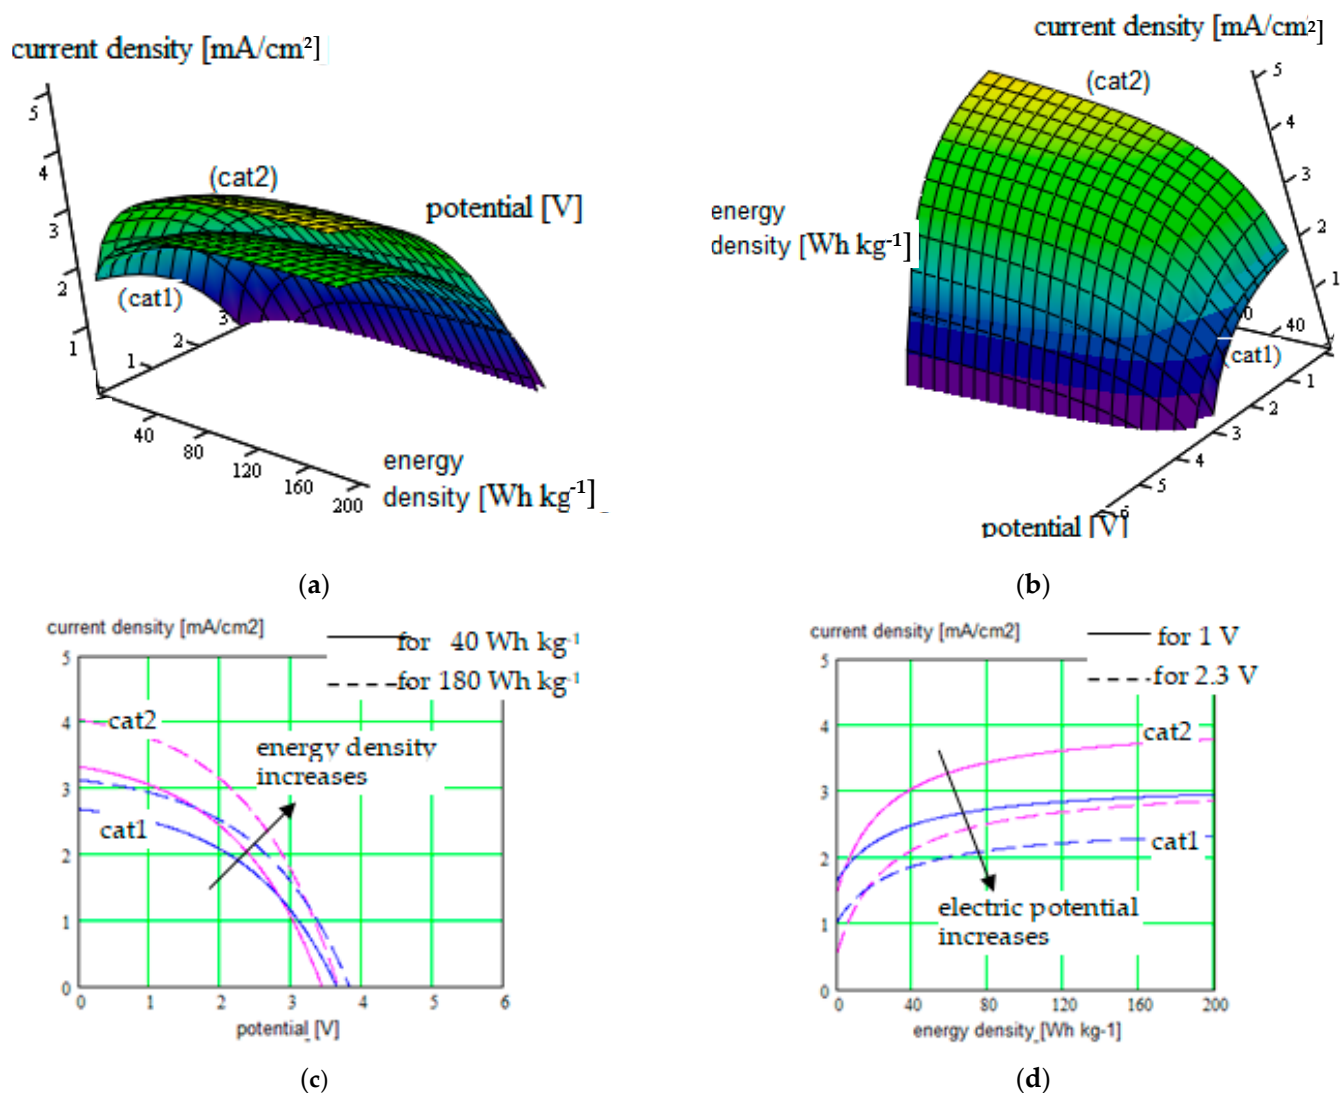 current density [mA/cm²]
5
4
3
2
1
(cat2)
potential [V]
(cat1)
3
2
1
40
80
120
160
200
energy
density [Wh kg-1]
(a)
current density [mA/cm²]
(cat2)
5
4
3
2
1
energy
density [Wh kg-1]
0
40
(cat1)
1
2
3
4
5
6
potential [V]
(b)
current density [mA/cm2]
for 40 Wh kg-1
for 180 Wh kg-1
5
4
3
2
1
0
cat2
energy density
increases
cat1
0 1 2 3 4 5 6
potential [V]
(c)
current density [mA/cm2]
for 1 V
for 2.3 V
5
4
3
2
1
0
cat2
cat1
electric potential
increases
0 40 80 120 160 200
energy density [Wh kg-1]
(d)